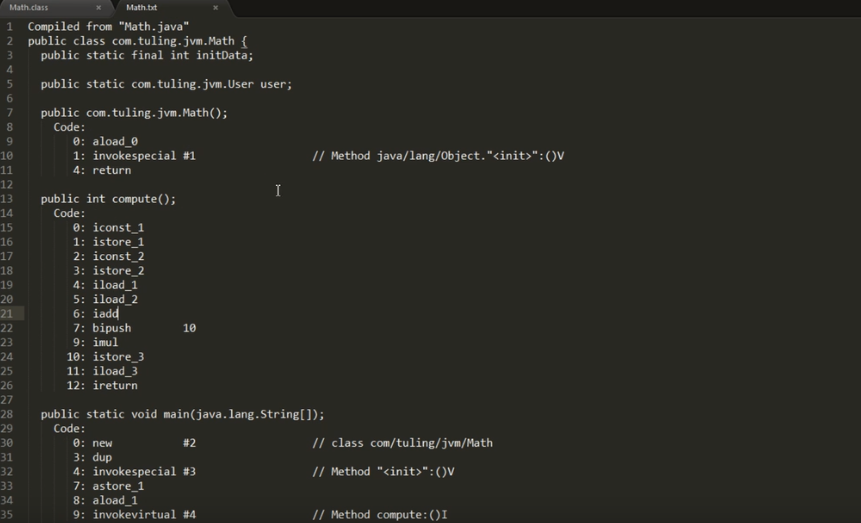 Math.class × Math.txt ×
1 Compiled from "Math.java"
2 public class com.tuling.jvm.Math {
3 public static final int initData;
4
5 public static com.tuling.jvm.User user;
6
7 public com.tuling.jvm.Math();
8 Code:
9 0: aload_0
10 1: invokespecial #1 // Method java/lang/Object."<init>":()V
11 4: return
12
13 public int compute();
14 Code:
15 0: iconst_1
16 1: istore_1
17 2: iconst_2
18 3: istore_2
19 4: iload_1
20 5: iload_2
21 6: iadd
22 7: bipush 10
23 9: imul
24 10: istore_3
25 11: iload_3
26 12: ireturn
27
28 public static void main(java.lang.String[]);
29 Code:
30 0: new #2 // class com/tuling/jvm/Math
31 3: dup
32 4: invokespecial #3 // Method "<init>":()V
33 7: astore_1
34 8: aload_1
35 9: invokevirtual #4 // Method compute:()I